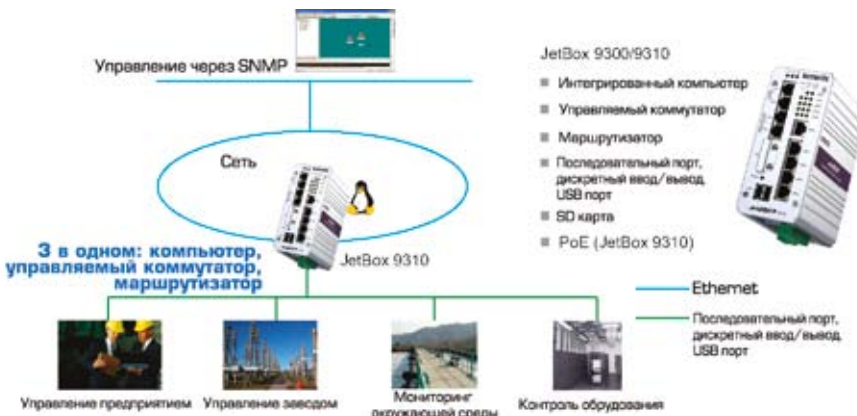 Управление через SNMP
Сеть
3 в одном: компьютер,
управляемый коммутатор,
маршрутизатор
JetBox 9310
Управление предприятием
Управление заводом
Мониторинг
окружающей среды
Контроль обрудования
JetBox 9300/9310
Интегрированный компьютер
Управляемый коммутатор
Маршрутизатор
Последовательный порт,
дискретный ввод/вывод,
USB порт
SD карта
PoE (JetBox 9310)
Ethernet
Последовательный порт,
дискретный ввод/вывод,
USB порт